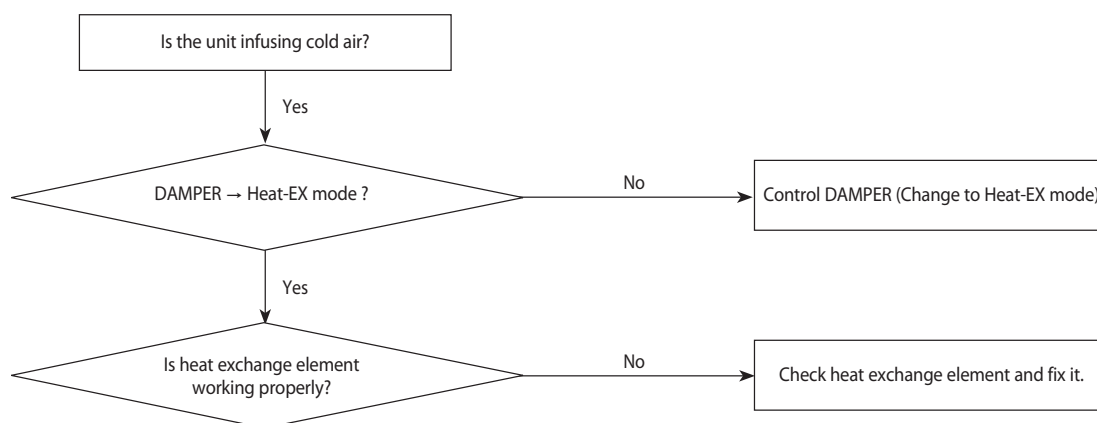 Is the unit infusing cold air?
Yes
DAMPER → Heat-EX mode ?
No
Control DAMPER (Change to Heat-EX mode)
Yes
Is heat exchange element
working properly?
No
Check heat exchange element and fix it.